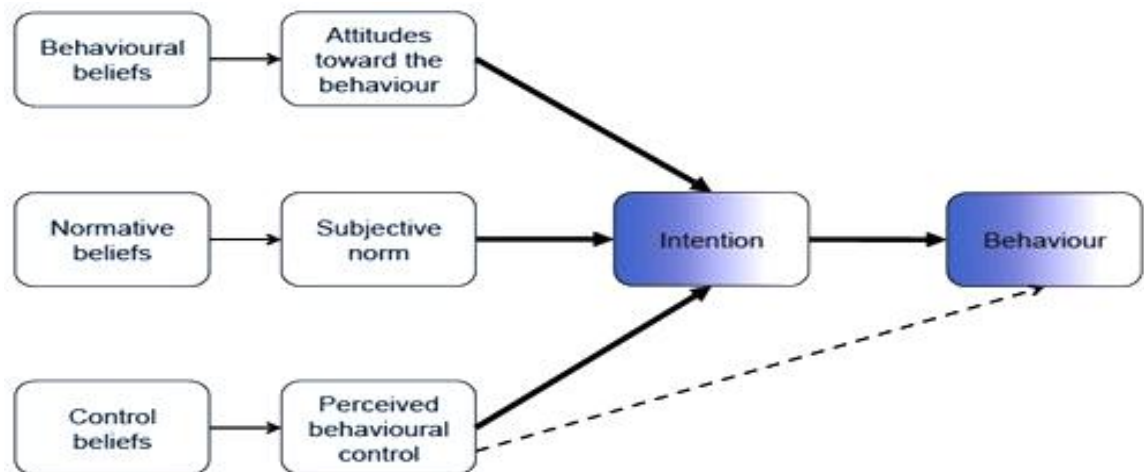 Behavioural
beliefs
Attitudes
toward the
behaviour
Normative
beliefs
Subjective
norm
Intention
Behaviour
Control
beliefs
Perceived
behavioural
control